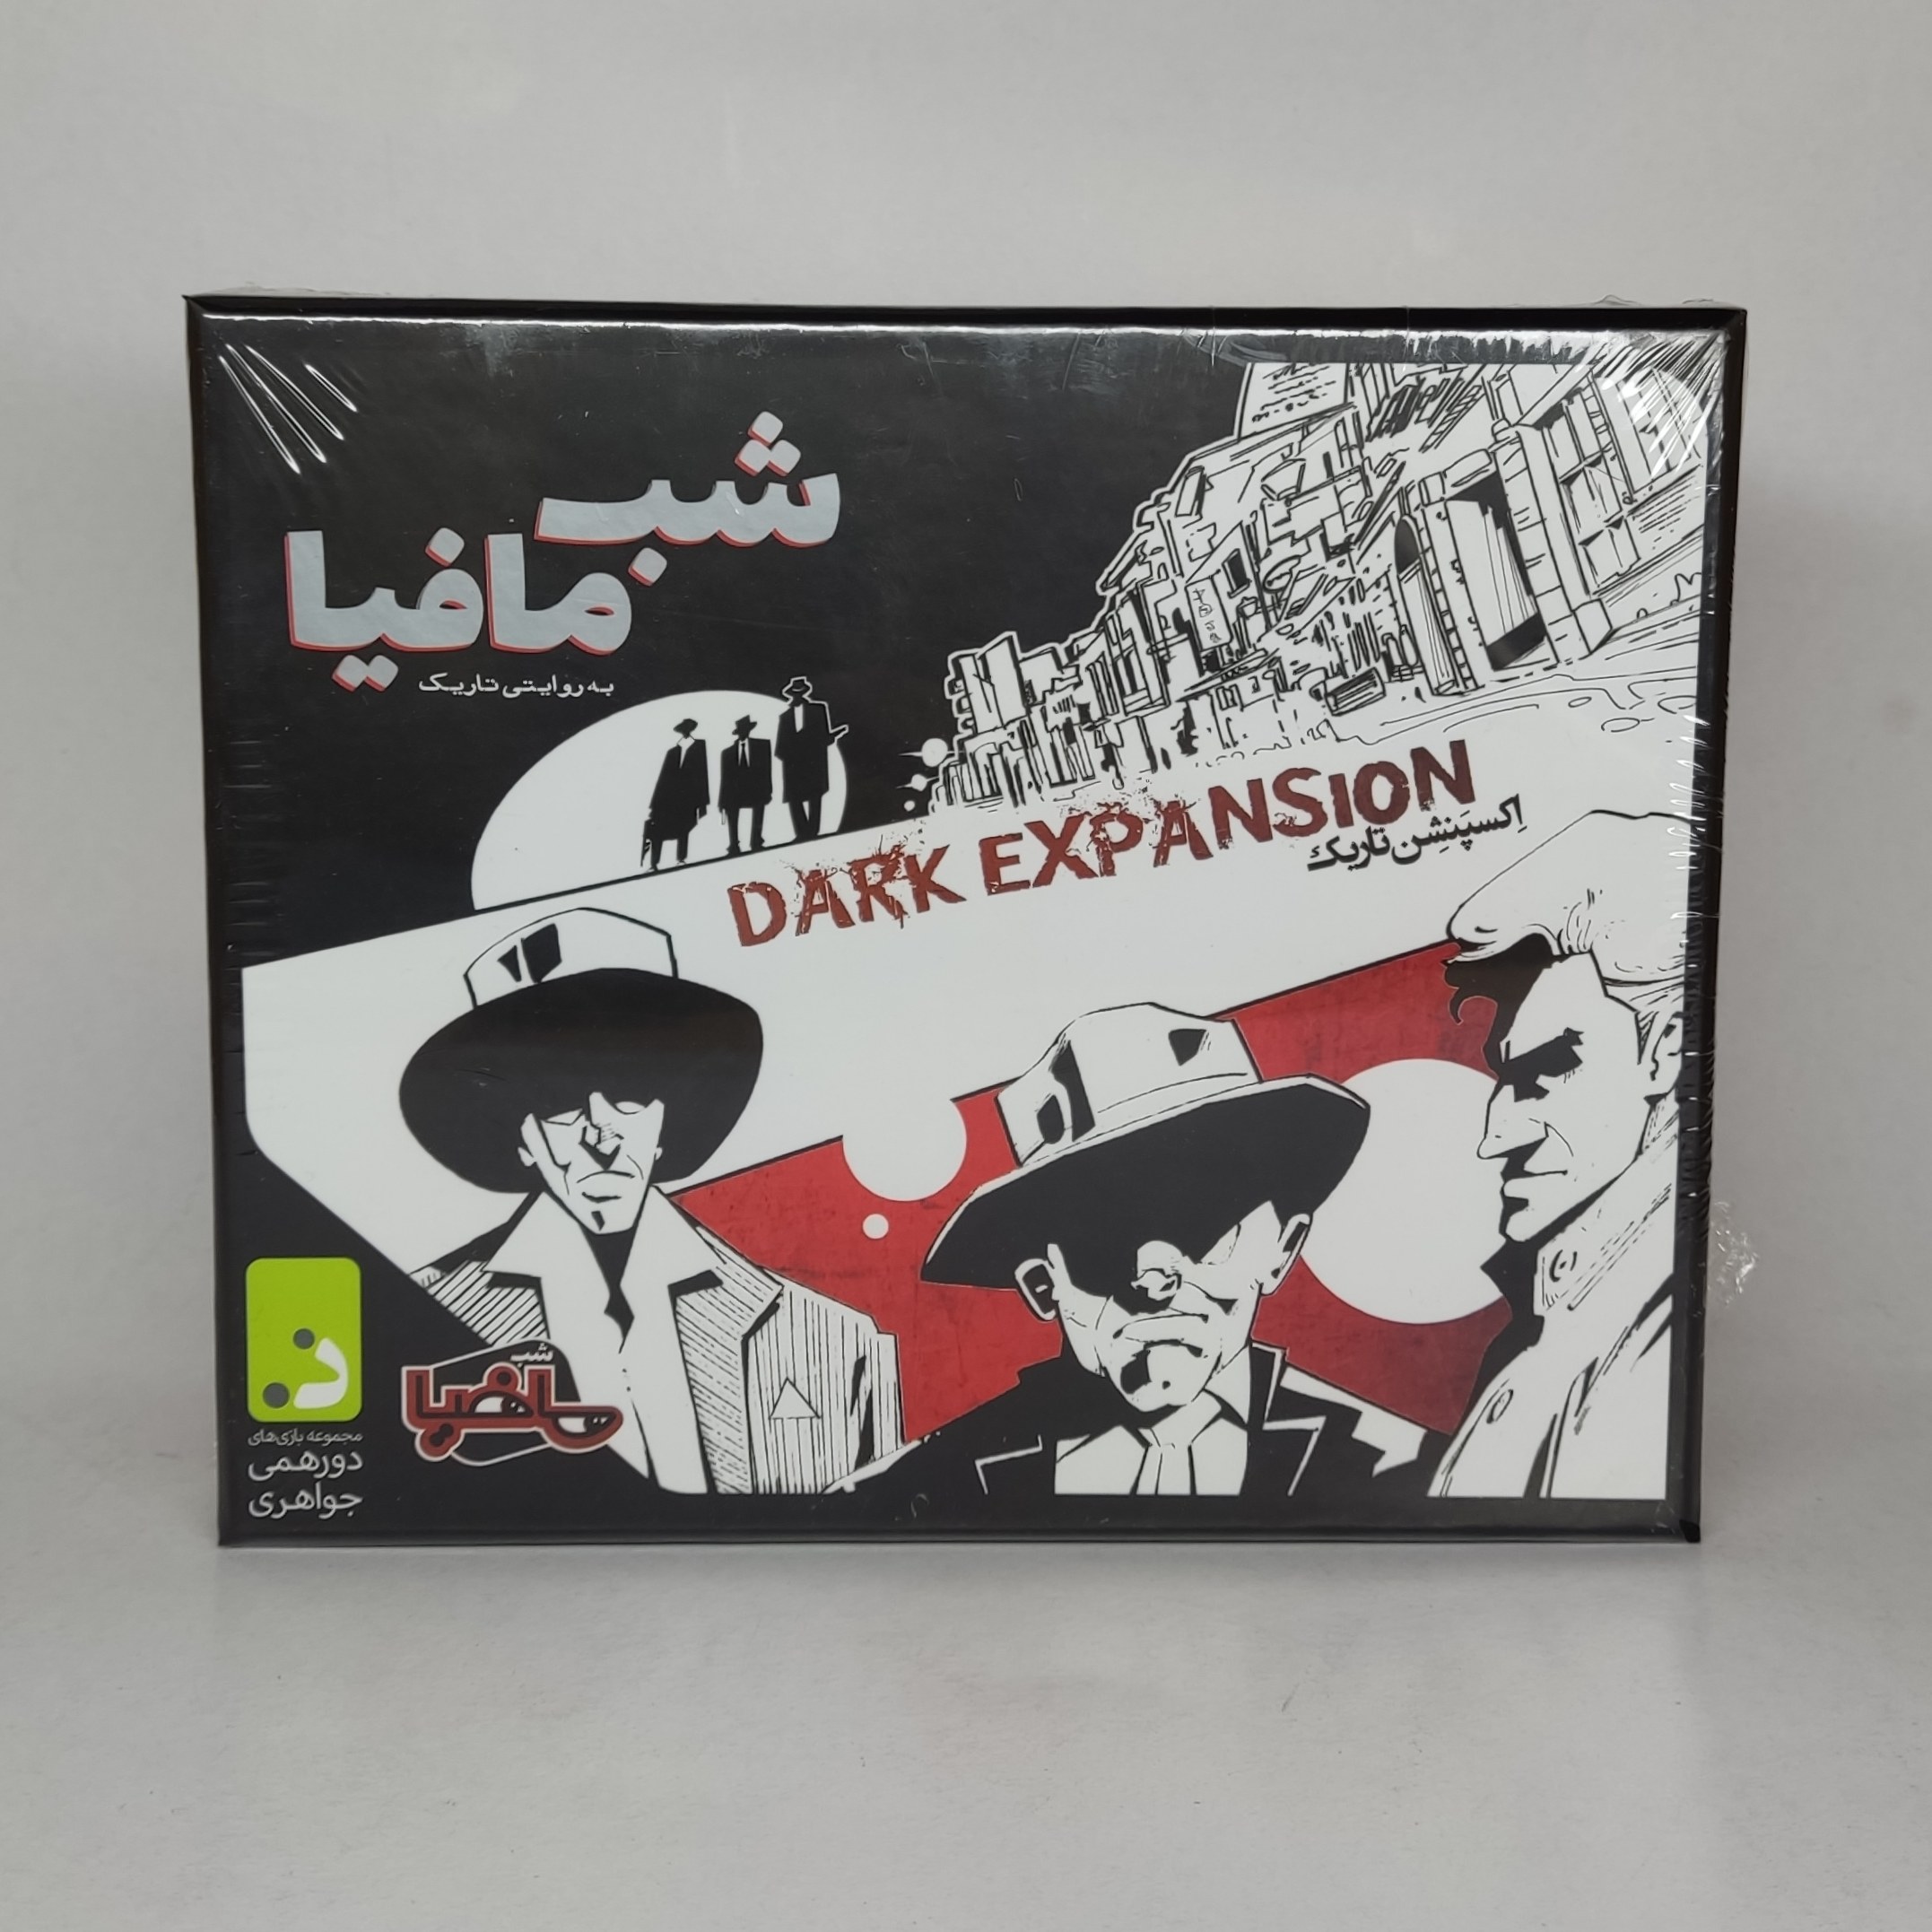 شب
مافیا
به روایتی تاریک
DARK EXPANSION
اِکسپَنشِن تاریک
شب
مافیا
د
مجموعه بازی‌های
دورهمی
جواهری